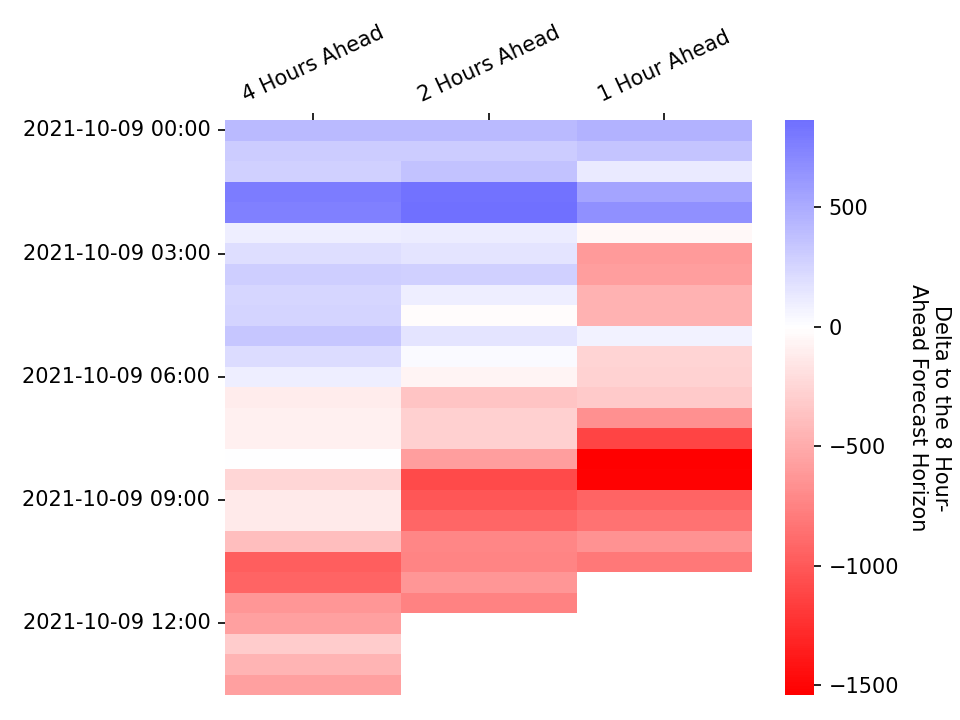 4 Hours Ahead
2 Hours Ahead
1 Hour Ahead
2021-10-09 00:00
2021-10-09 03:00
2021-10-09 06:00
2021-10-09 09:00
2021-10-09 12:00
500
0
−500
−1000
−1500
Delta to the 8 Hour-
Ahead Forecast Horizon